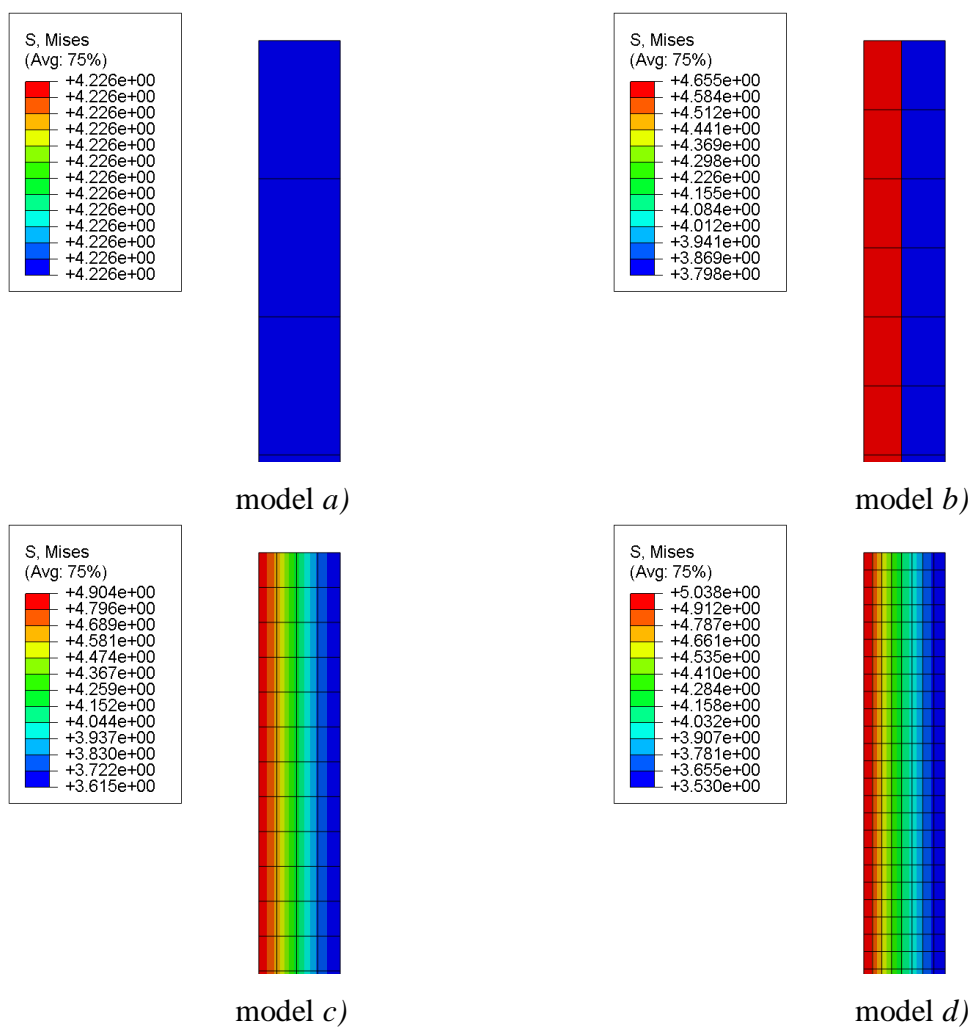 S, Mises
(Avg: 75%)
+4.226e+00
+4.226e+00
+4.226e+00
+4.226e+00
+4.226e+00
+4.226e+00
+4.226e+00
+4.226e+00
+4.226e+00
+4.226e+00
+4.226e+00
+4.226e+00
+4.226e+00
model a)
S, Mises
(Avg: 75%)
+4.655e+00
+4.584e+00
+4.512e+00
+4.441e+00
+4.369e+00
+4.298e+00
+4.226e+00
+4.155e+00
+4.084e+00
+4.012e+00
+3.941e+00
+3.869e+00
+3.798e+00
model b)
S, Mises
(Avg: 75%)
+4.904e+00
+4.796e+00
+4.689e+00
+4.581e+00
+4.474e+00
+4.367e+00
+4.259e+00
+4.152e+00
+4.044e+00
+3.937e+00
+3.830e+00
+3.722e+00
+3.615e+00
model c)
S, Mises
(Avg: 75%)
+5.038e+00
+4.912e+00
+4.787e+00
+4.661e+00
+4.535e+00
+4.410e+00
+4.284e+00
+4.158e+00
+4.032e+00
+3.907e+00
+3.781e+00
+3.655e+00
+3.530e+00
model d)